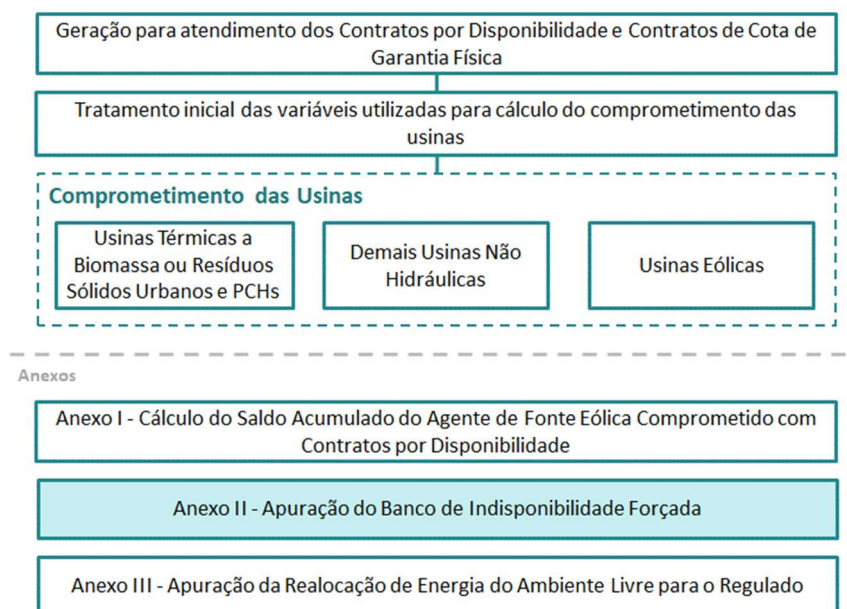 Geração para atendimento dos Contratos por Disponibilidade e Contratos de Cota de
Garantia Física
Tratamento inicial das variáveis utilizadas para cálculo do comprometimento das
usinas
Comprometimento das Usinas
Usinas Térmicas a
Biomassa ou Resíduos
Sólidos Urbanos e PCHs
Demais Usinas Não
Hidráulicas
Usinas Eólicas
Anexos
Anexo I - Cálculo do Saldo Acumulado do Agente de Fonte Eólica Comprometido com
Contratos por Disponibilidade
Anexo II - Apuração do Banco de Indisponibilidade Forçada
Anexo III - Apuração da Realocação de Energia do Ambiente Livre para o Regulado